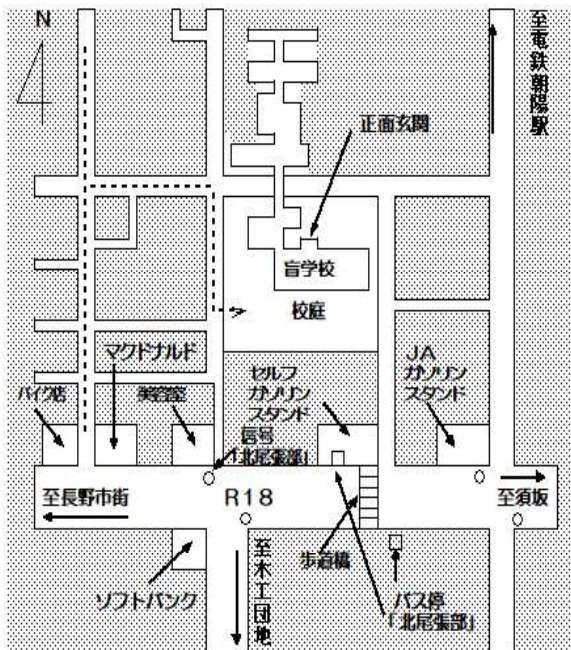 N
至電鉄朝陽駅
正面玄関
盲学校
校庭
マクドナルド
バイク店
美容室
セルフ
ガソリン
スタンド
JA
ガソリン
スタンド
信号
「北尾張部」
至長野市街
R18
至須坂
ソフトバンク
至木工団地
歩道橋
バス停
「北尾張部」